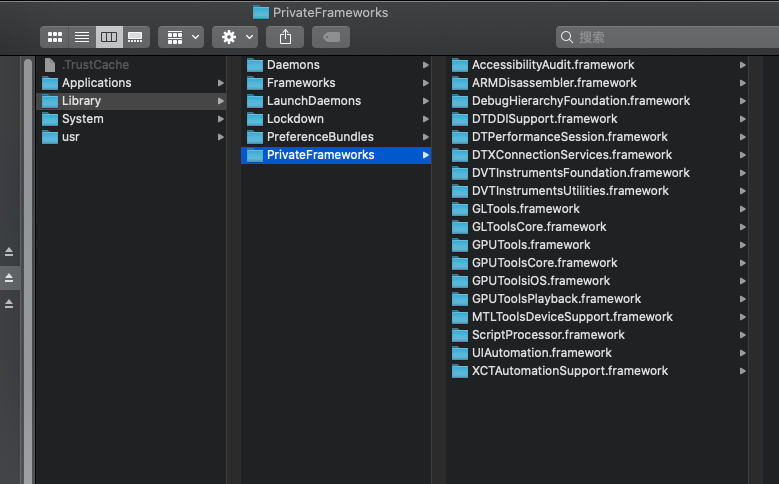 PrivateFrameworks
搜索
.TrustCache
Applications
Library
System
usr
Daemons
Frameworks
LaunchDaemons
Lockdown
PreferenceBundles
PrivateFrameworks
AccessibilityAudit.framework
ARMDisassembler.framework
DebugHierarchyFoundation.framework
DTDDISupport.framework
DTPerformanceSession.framework
DTXConnectionServices.framework
DVTInstrumentsFoundation.framework
DVTInstrumentsUtilities.framework
GLTools.framework
GLToolsCore.framework
GPUTools.framework
GPUToolsCore.framework
GPUToolsiOS.framework
GPUToolsPlayback.framework
MTLToolsDeviceSupport.framework
ScriptProcessor.framework
UIAutomation.framework
XCTAutomationSupport.framework